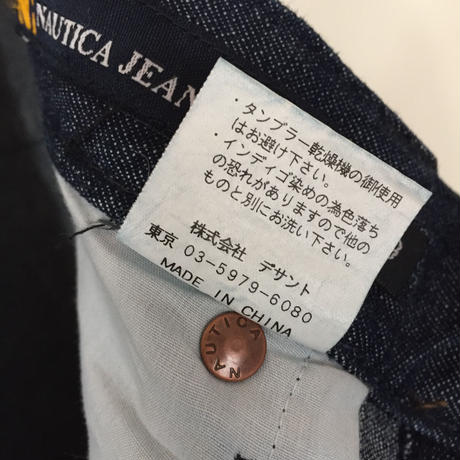 NAUTICA JEAN
・タンブラー乾燥機の御使用
はお避け下さい。
・インディゴ染めの為色落ち
の恐れがありますので他の
ものと別にお洗い下さい。
株式会社 デサント
東京 03-5979-6080
MADE IN CHINA
NAUTICA